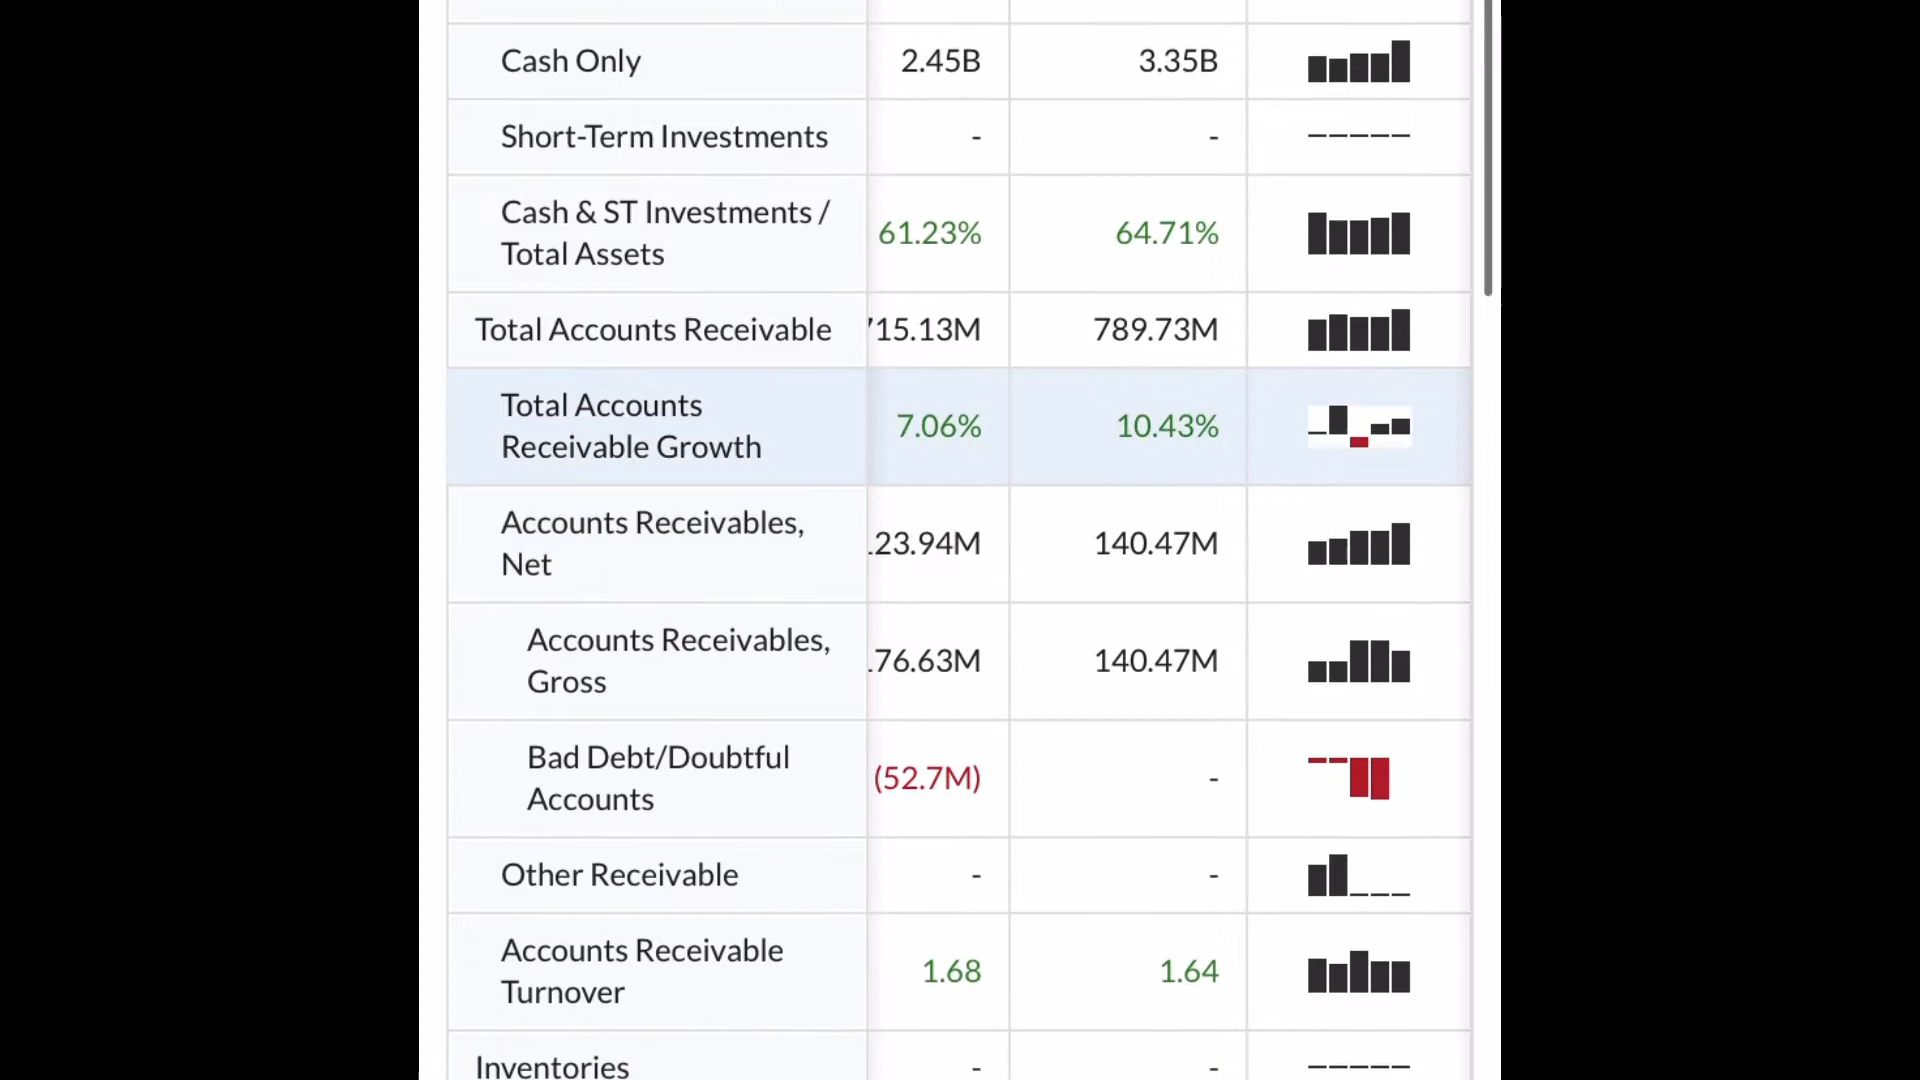 Cash Only 2.45B 3.35B
Short-Term Investments - -
Cash & ST Investments /
Total Assets 61.23% 64.71%
Total Accounts Receivable 715.13M 789.73M
Total Accounts
Receivable Growth 7.06% 10.43%
Accounts Receivables,
Net 23.94M 140.47M
Accounts Receivables,
Gross 76.63M 140.47M
Bad Debt/Doubtful
Accounts (52.7M) -
Other Receivable - -
Accounts Receivable
Turnover 1.68 1.64
Inventories - -